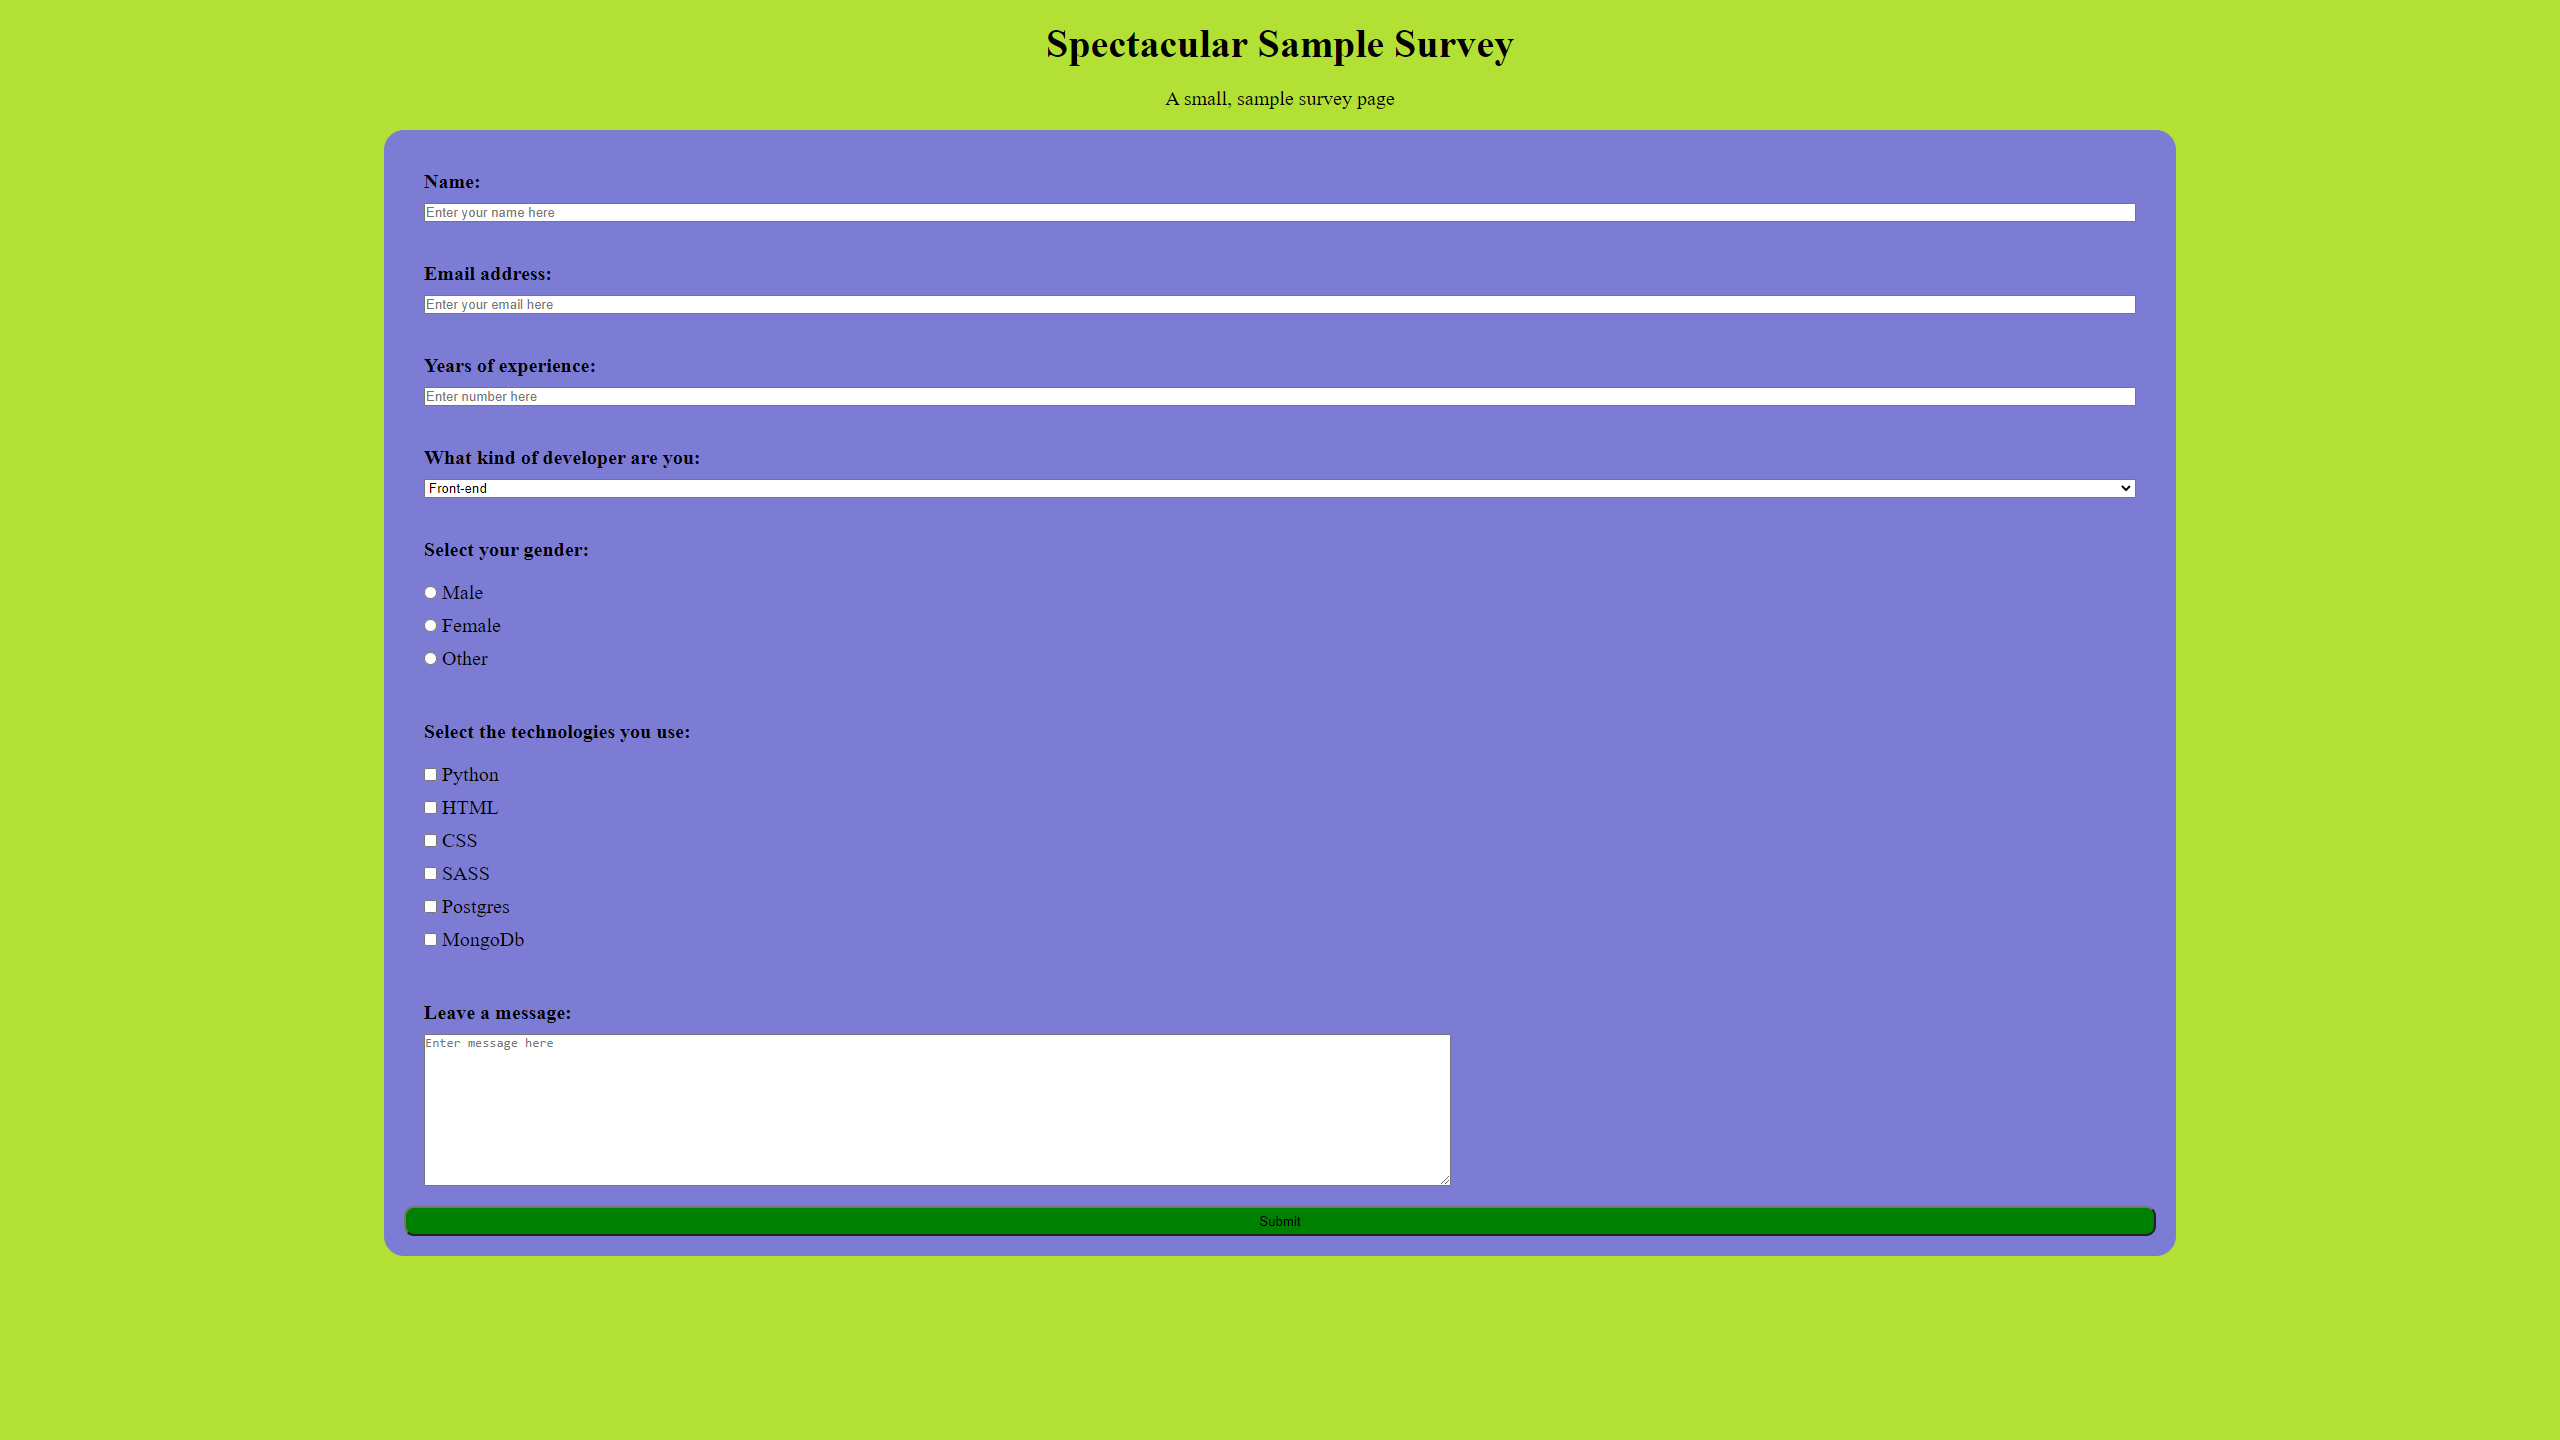 Spectacular Sample Survey
A small, sample survey page
Name:
Enter your name here
Email address:
Enter your email here
Years of experience:
Enter number here
What kind of developer are you:
Front-end
Select your gender:
Male
Female
Other
Select the technologies you use:
Python
HTML
CSS
SASS
Postgres
MongoDb
Leave a message:
Enter message here
Submit